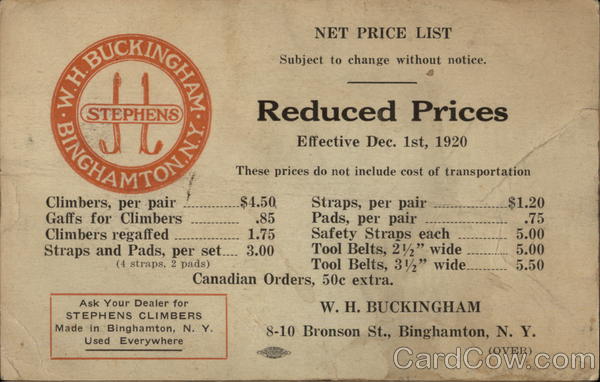 W.H. BUCKINGHAM
STEPHENS
BINGHAMTON, N.Y.
NET PRICE LIST
Subject to change without notice.
Reduced Prices
Effective Dec. 1st, 1920
These prices do not include cost of transportation
Climbers, per pair $4.50
Gaffs for Climbers .85
Climbers regaffed 1.75
Straps and Pads, per set 3.00
(4 straps, 2 pads)
Straps, per pair $1.20
Pads, per pair .75
Safety Straps each 5.00
Tool Belts, 2½” wide 5.00
Tool Belts, 3½” wide 5.50
Canadian Orders, 50c extra.
Ask Your Dealer for
STEPHENS CLIMBERS
Made in Binghamton, N. Y.
Used Everywhere
W. H. BUCKINGHAM
8-10 Bronson St., Binghamton, N. Y.
(OVER)
CardCow.com